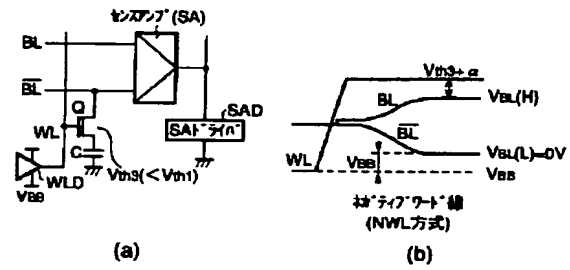 センスアンプ(SA)
BL
BL
Q
WL
C
SAD
SAドライバ
Vth3(<Vth1)
WLD
VBB
(a)
Vth3+α
BL
VBL(H)
BL
VBB
VBL(L)=0V
WL
VBB
ネガティブワード線
(NWL方式)
(b)